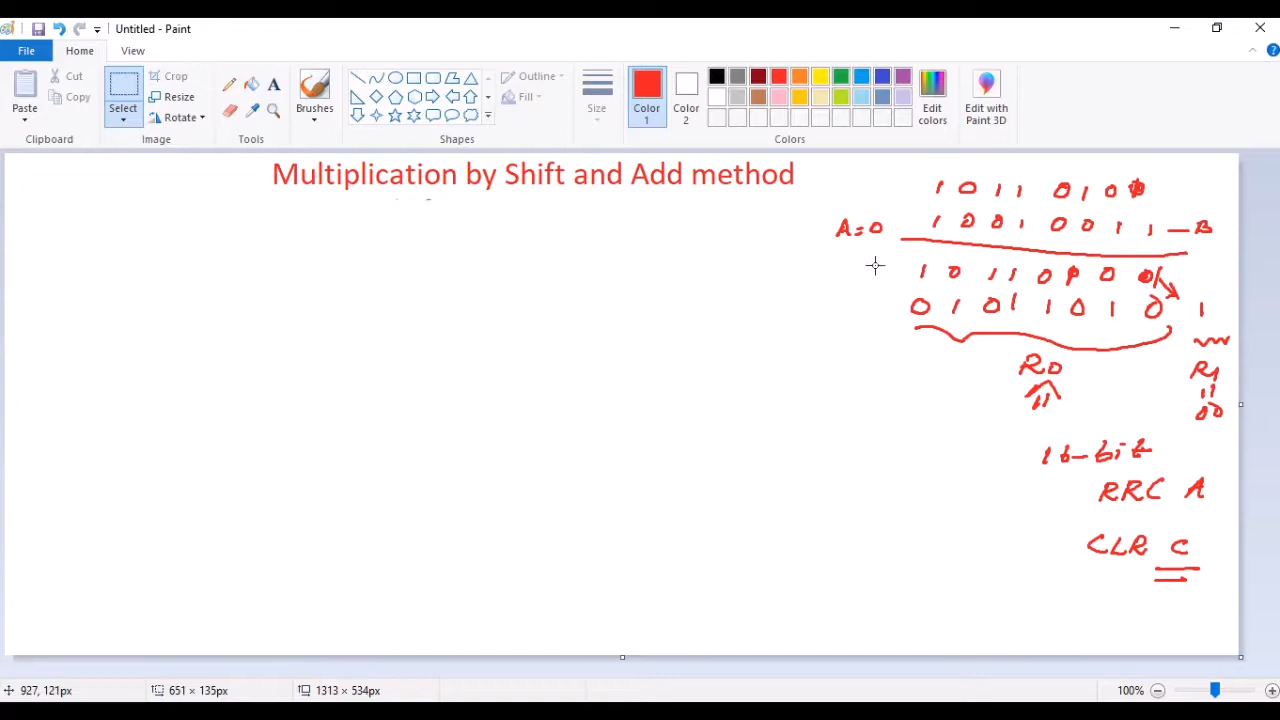 Untitled - Paint
File Home View
Paste
Cut
Copy
Clipboard
Select
Crop
Resize
Rotate
Image
Tools
Brushes
Shapes
Outline
Fill
Size
Color 1
Color 2
Edit colors
Edit with Paint 3D
Colors
Multiplication by Shift and Add method
1 0 1 1 0 1 0
A=0 1 0 0 1 0 0 1 1 — B
1 0 1 1 0 0
0 1 0 1 1 0 1 0 1
R0 R1
00
16-bit
RRC A
CLR C
927, 121px 651 × 135px 1313 × 534px 100%